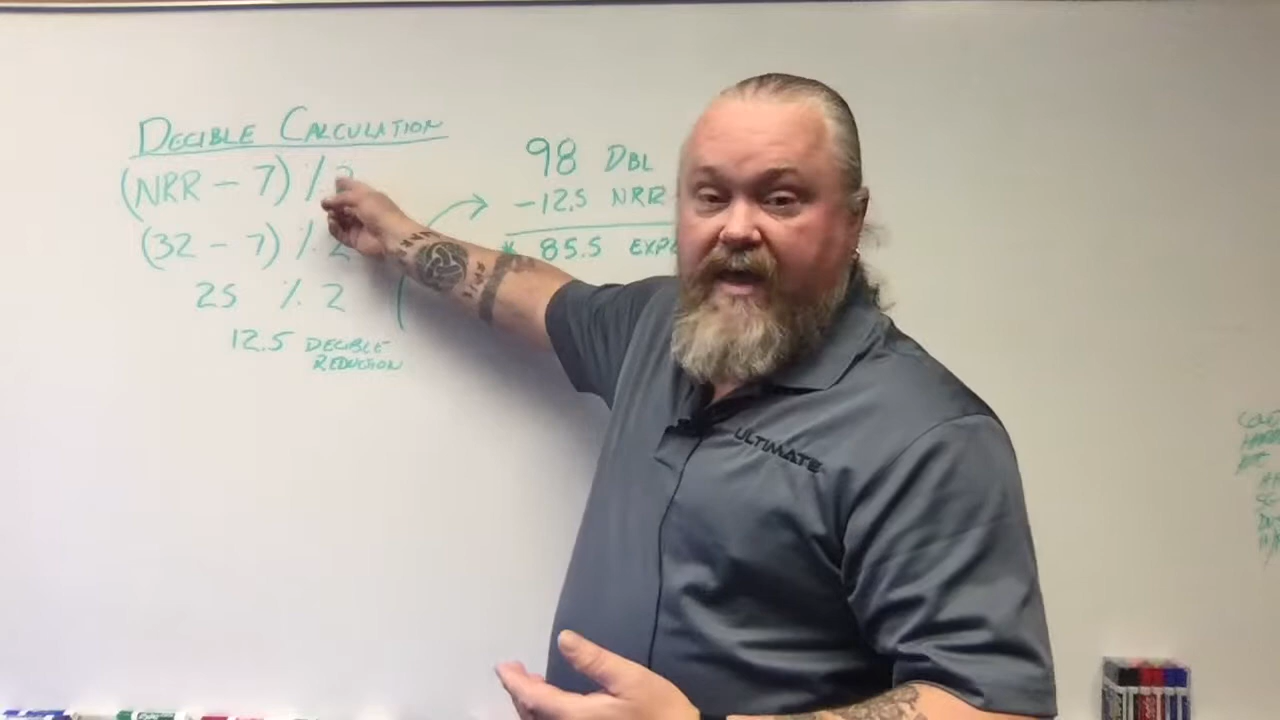 DECIBLE CALCULATION
(NRR - 7) ⁒ 2
(32 - 7) ⁒ 2
25 ⁒ 2
12.5 DECIBLE
REDUCTION
98 DBL
-12.5 NRR
* 85.5
ULTIMATE